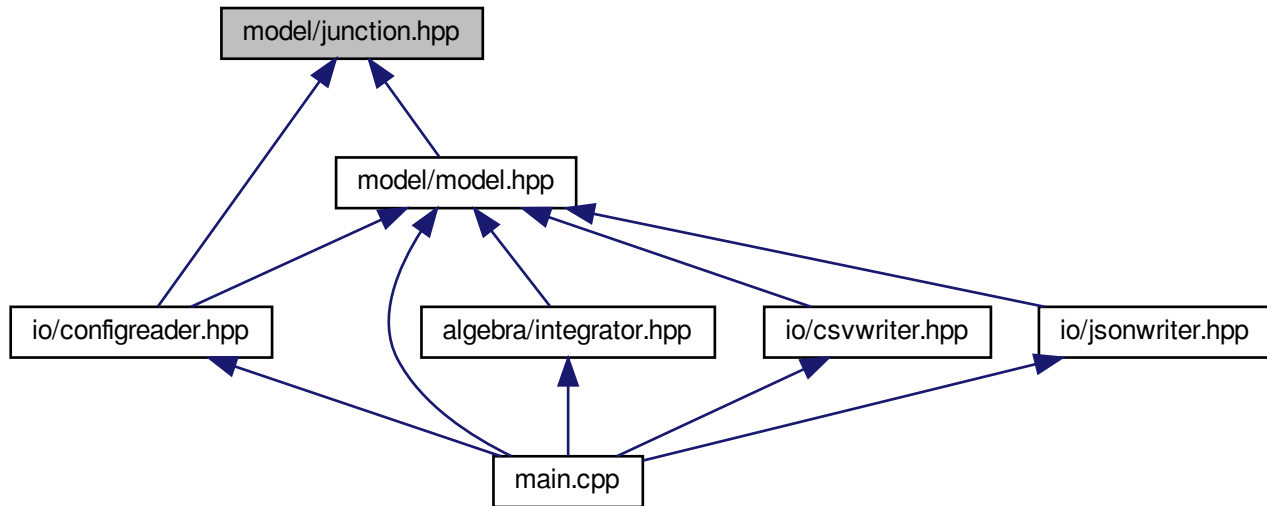 model/junction.hpp
model/model.hpp
io/configreader.hpp
algebra/integrator.hpp
io/csvwriter.hpp
io/jsonwriter.hpp
main.cpp